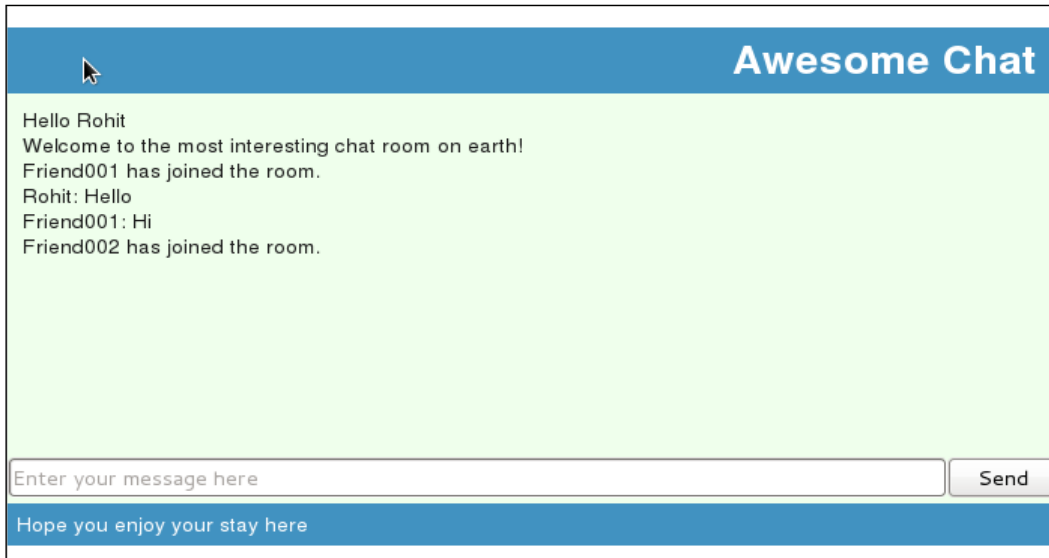 Awesome Chat
Hello Rohit
Welcome to the most interesting chat room on earth!
Friend001 has joined the room.
Rohit: Hello
Friend001: Hi
Friend002 has joined the room.
Enter your message here
Send
Hope you enjoy your stay here